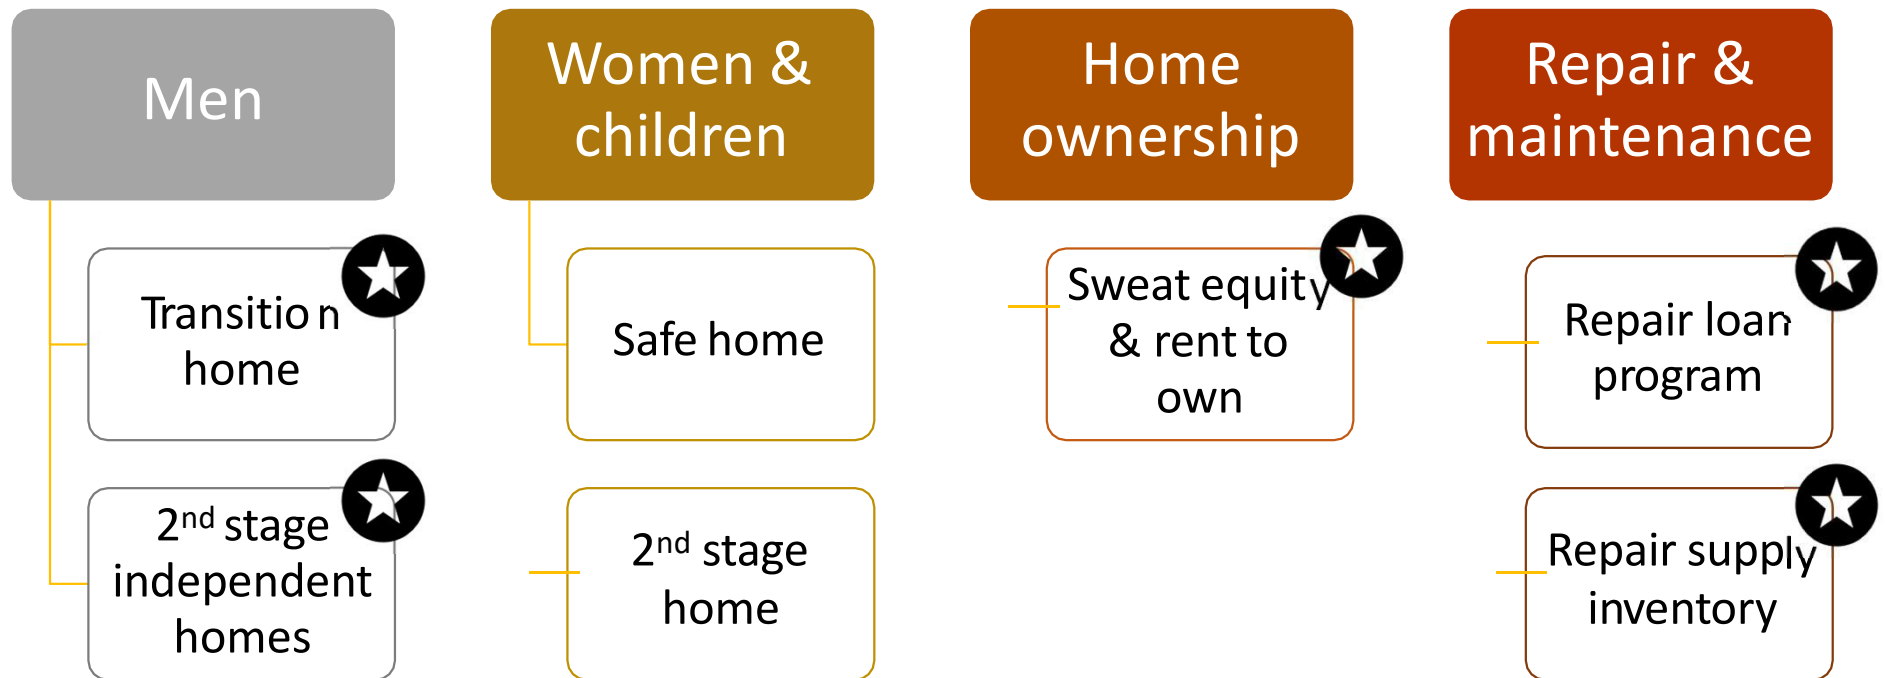 Men
Transition
home
2nd stage
independent
homes
Women &
children
Safe home
2nd stage
home
Home
ownership
Sweat equity
& rent to
own
Repair &
maintenance
Repair loan
program
Repair supply
inventory